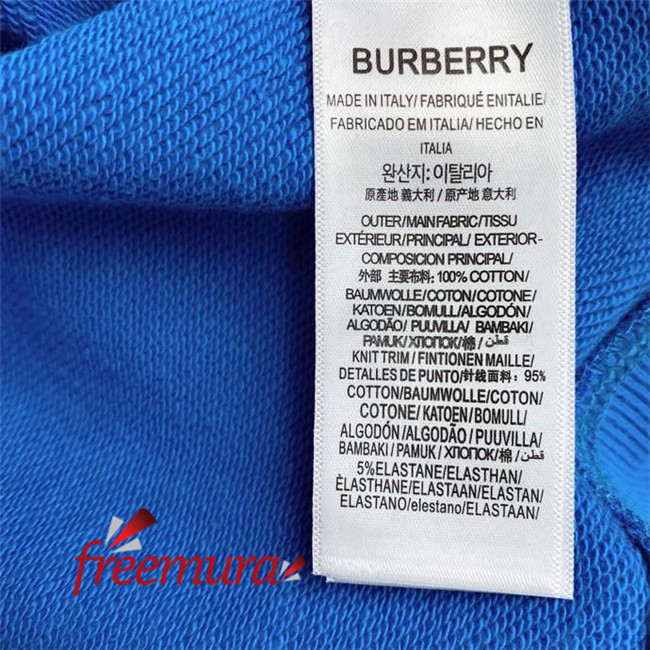 BURBERRY
MADE IN ITALY/ FABRIQUÉ ENITALIE/
FABRICADO EM ITALIA/ HECHO EN
ITALIA
완산지: 이탈리아
原產地 義大利 / 原产地 意大利
OUTER/MAIN FABRIC/TISSU
EXTÉRIEUR/PRINCIPAL/ EXTERIOR-
COMPOSICION PRINCIPAL/
外部 主要布料: 100% COTTON/
BAUMWOLLE/COTON/COTONE/
KATOEN/BOMULL/ALGODÓN/
ALGODÃO/ PUUVILLA/ BAMBAKI/
PAMUK/ ХПОПОК/棉/ قطن/
KNIT TRIM / FINTIONEN MAILLE/
DETALLES DE PUNTO/针线面料: 95%
COTTON/BAUMWOLLE/COTON/
COTONE/ KATOEN/BOMULL/
ALGODÓN/ALGODÃO/PUUVILLA/
BAMBAKI / PAMUK / ХПОПОК/棉/ قطن/
5%ELASTANE/ELASTHAN/
ÈLASTHANE/ELASTAAN/ELASTAN/
ELASTANO/elestano/ELASTAAN/
freemura